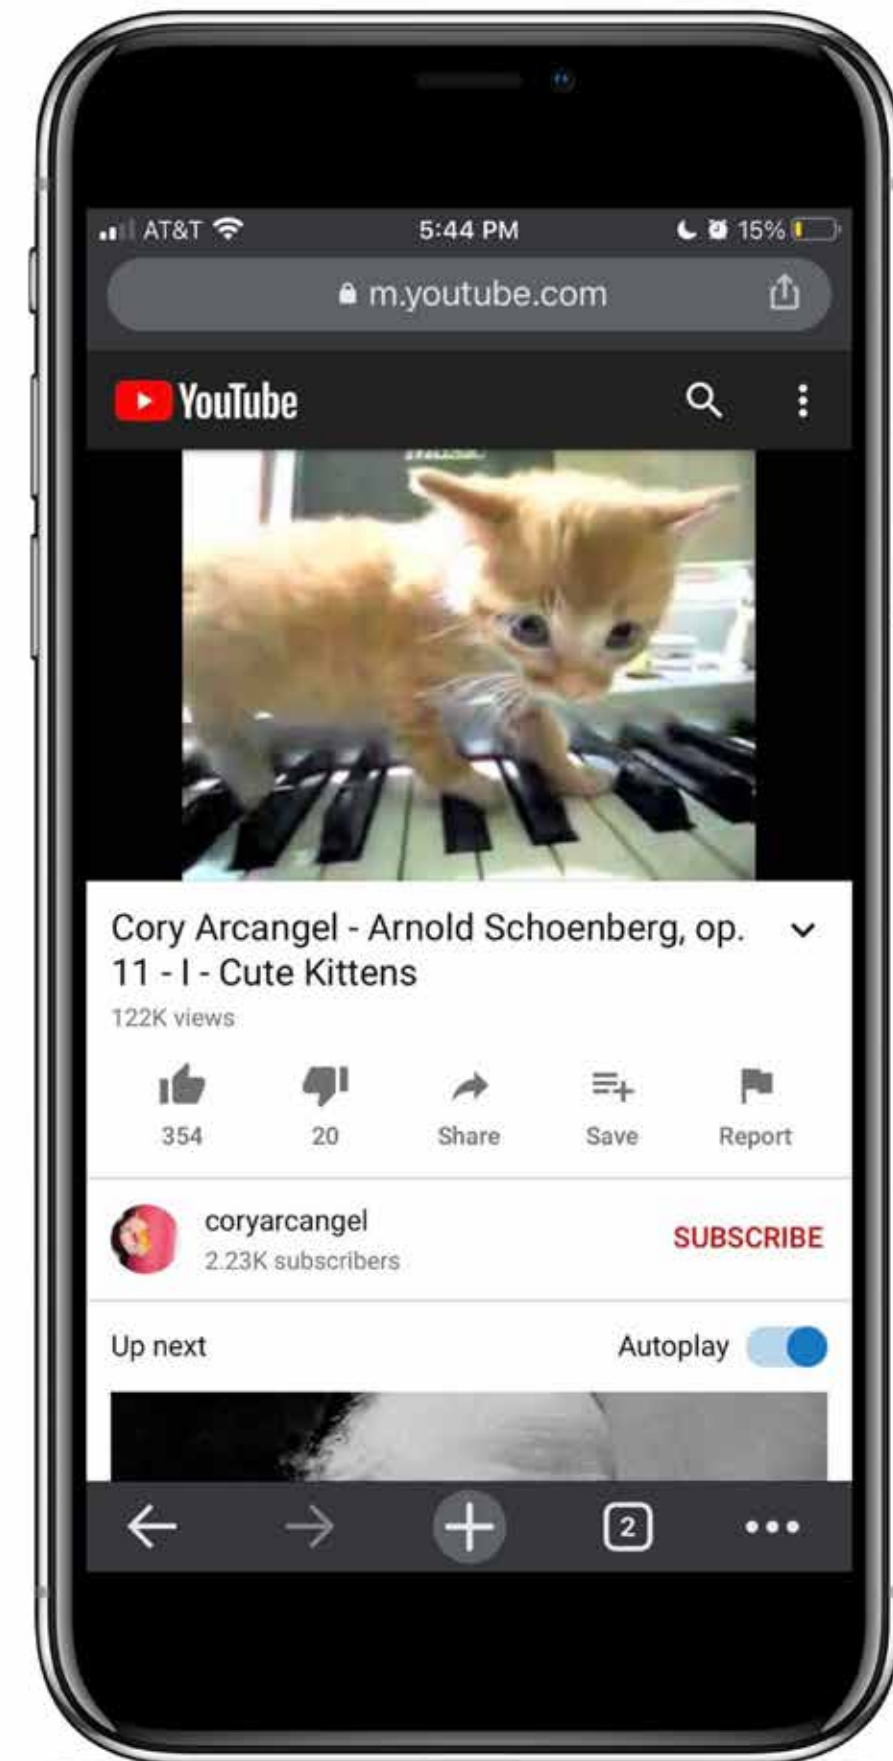 AT&T 5:44 PM 15%
m.youtube.com
YouTube
Cory Arcangel - Arnold Schoenberg, op.
11 - I - Cute Kittens
122K views
354 20 Share Save Report
coryarcangel SUBSCRIBE
2.23K subscribers
Up next Autoplay
2